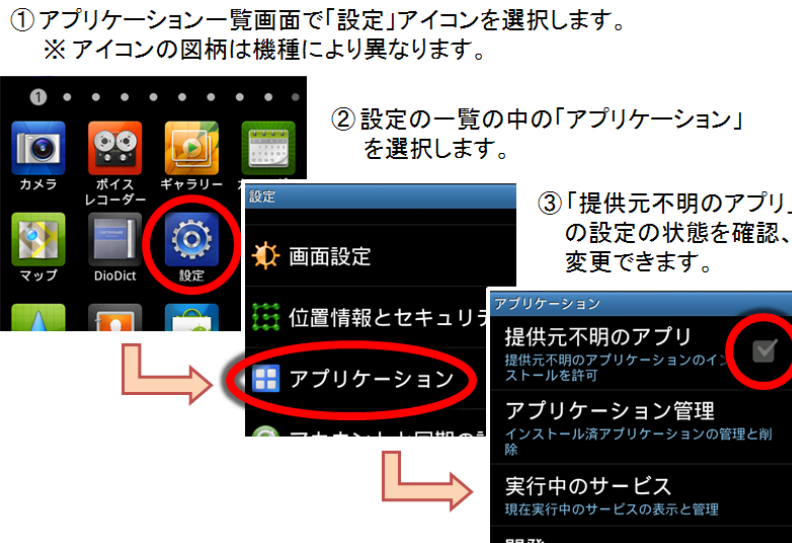 ① アプリケーション一覧画面で「設定」アイコンを選択します。
※ アイコンの図柄は機種により異なります。
1
カメラ
ボイス
レコーダー
ギャラリー
マップ
DioDict
設定
② 設定の一覧の中の「アプリケーション」
を選択します。
設定
画面設定
位置情報とセキュリテ
アプリケーション
③「提供元不明のアプリ」
の設定の状態を確認、
変更できます。
アプリケーション
提供元不明のアプリ
提供元不明のアプリケーションのイン
ストールを許可
アプリケーション管理
インストール済アプリケーションの管理と削
除
実行中のサービス
現在実行中のサービスの表示と管理